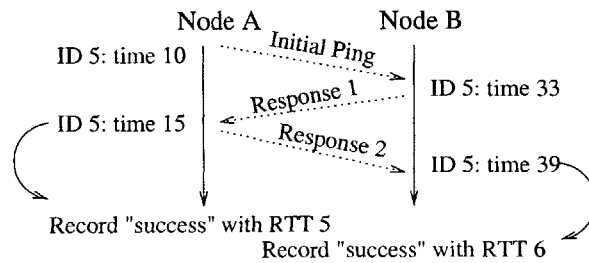 Node A
Node B
ID 5: time 10
Initial Ping
ID 5: time 33
Response 1
ID 5: time 15
Response 2
ID 5: time 39
Record "success" with RTT 5
Record "success" with RTT 6